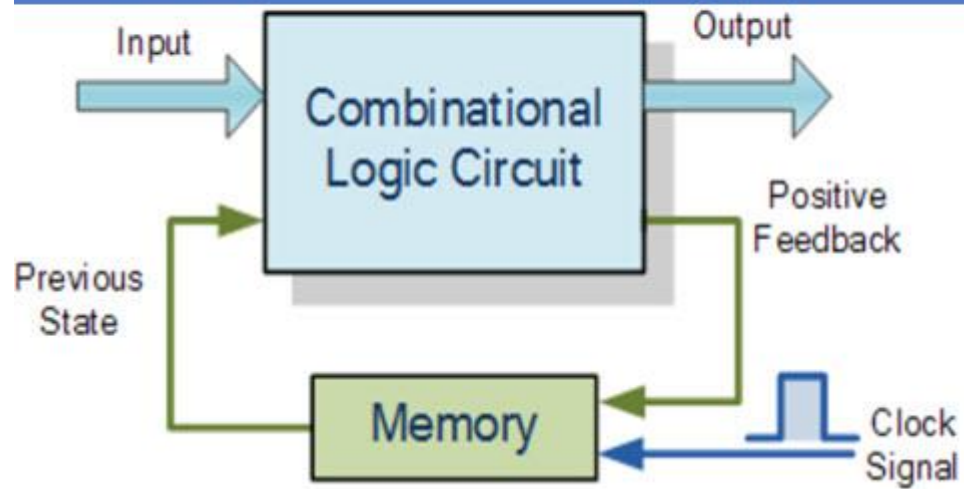 Input
Output
Combinational
Logic Circuit
Positive
Feedback
Previous
State
Memory
Clock
Signal